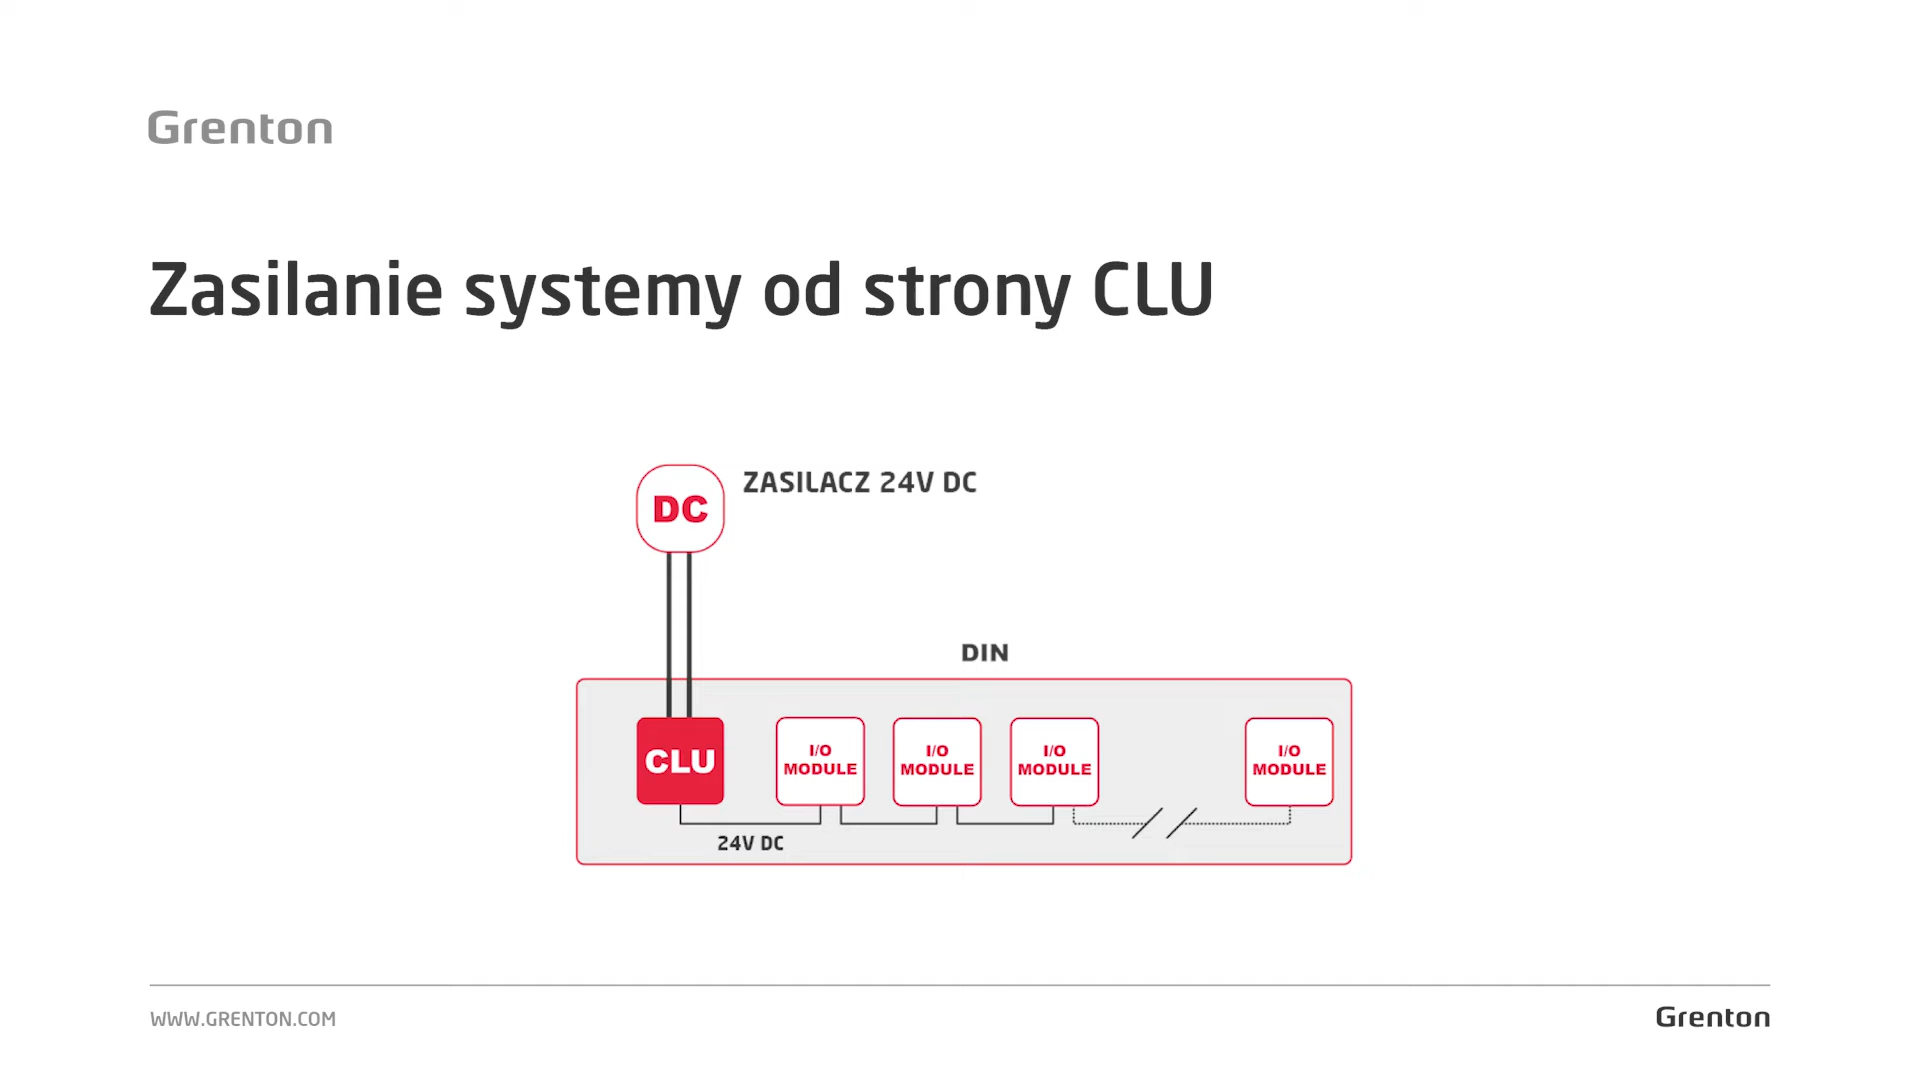 Grenton
Zasilanie systemy od strony CLU
DC
ZASILACZ 24V DC
DIN
CLU
I/O
MODULE
I/O
MODULE
I/O
MODULE
I/O
MODULE
24V DC
WWW.GRENTON.COM
Grenton